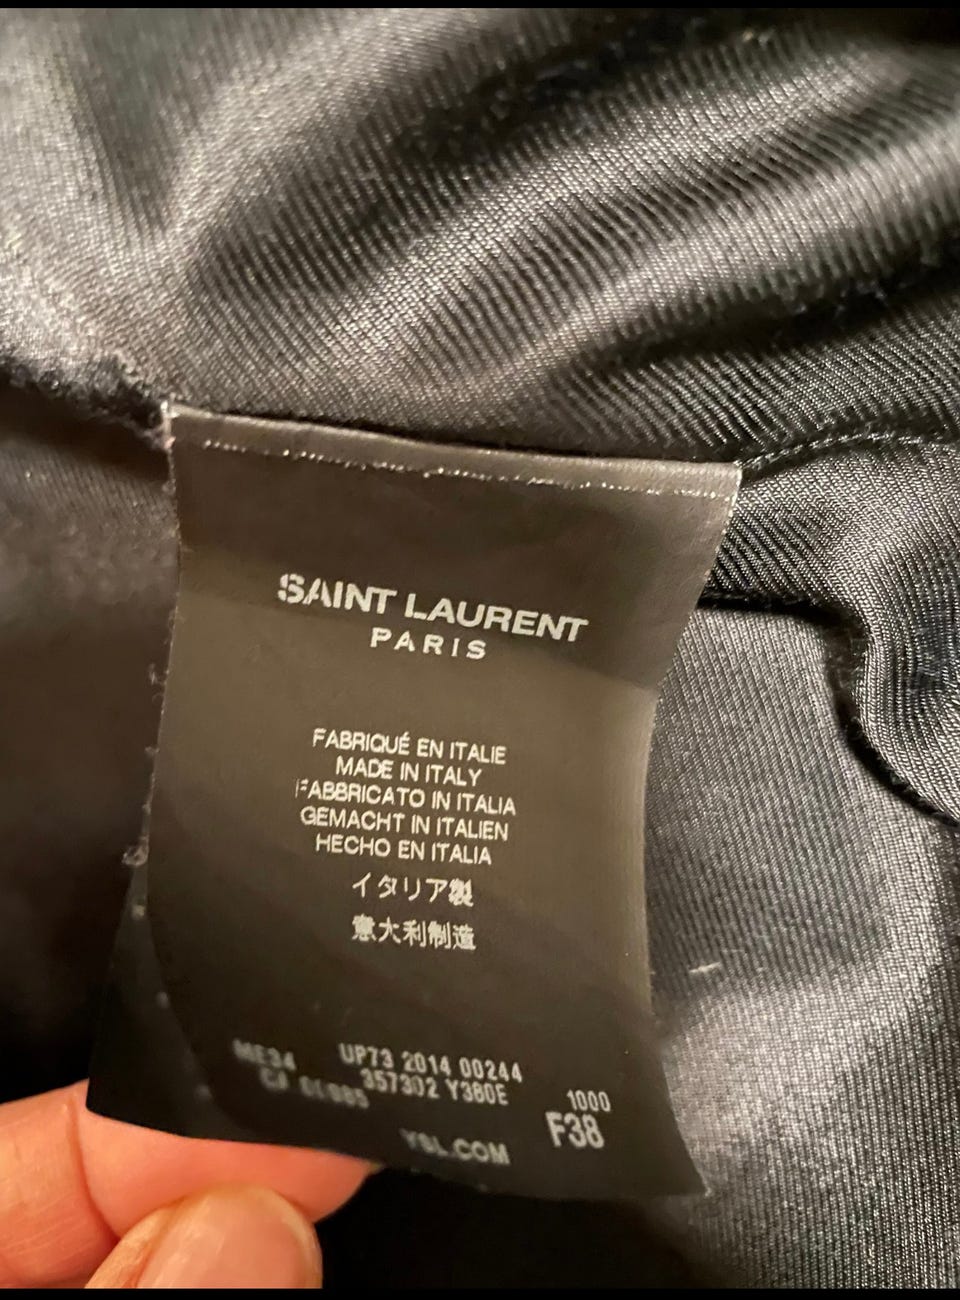 SAINT LAURENT
PARIS
FABRIQUÉ EN ITALIE
MADE IN ITALY
FABBRICATO IN ITALIA
GEMACHT IN ITALIEN
HECHO EN ITALIA
イタリア製
意大利制造
UP73 2014 00244
357302 Y380E 1000
F38
YSL.COM